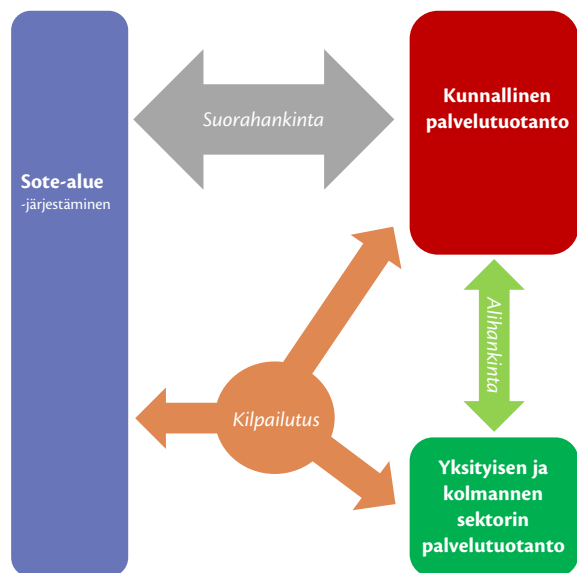 Kunnallinen
palvelutuotanto
Suorahankinta
Sote-alue
-järjestäminen
Alihankinta
Kilpailutus
Yksityisen ja
kolmannen
sektorin
palvelutuotanto